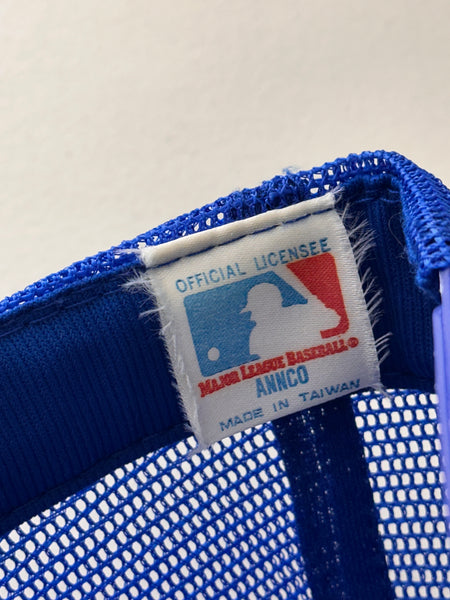 OFFICIAL LICENSEE
MAJOR LEAGUE BASEBALL®
ANNCO
MADE IN TAIWAN